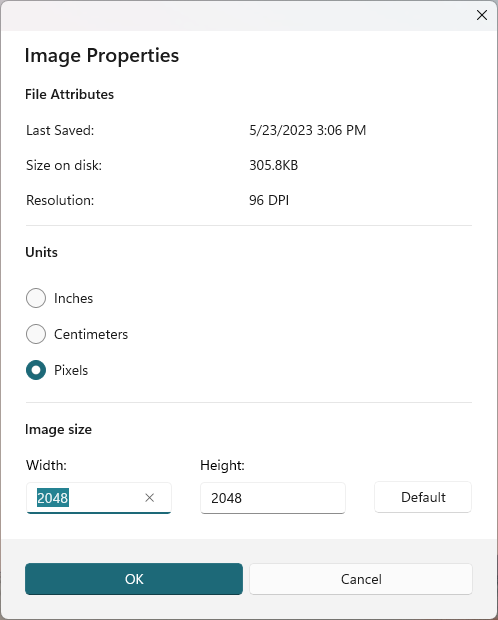 Image Properties
File Attributes
Last Saved: 5/23/2023 3:06 PM
Size on disk: 305.8KB
Resolution: 96 DPI
Units
Inches
Centimeters
Pixels
Image size
Width: Height:
2048 2048 Default
OK Cancel